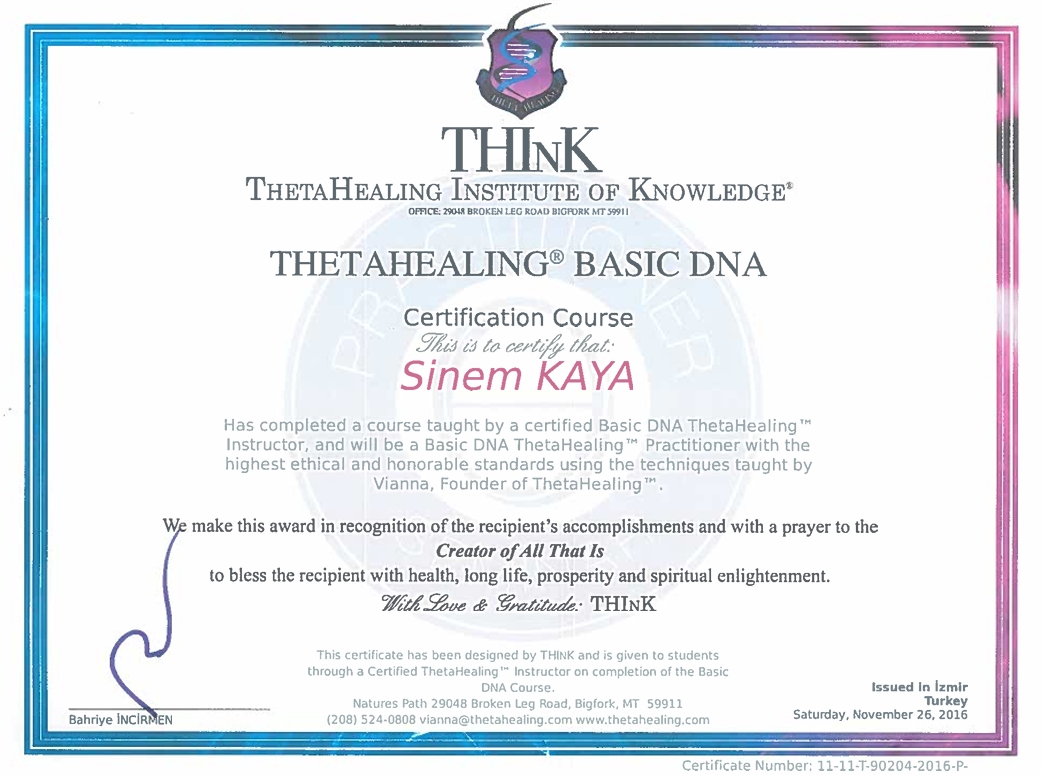 THETA HEALING
THInK
THETAHEALING INSTITUTE OF KNOWLEDGE®
OFFICE: 29048 BROKEN LEG ROAD BIGFORK MT 59911
PRACTITIONER
THETAHEALING® BASIC DNA
Certification Course
This is to certify that:
Sinem KAYA
Has completed a course taught by a certified Basic DNA ThetaHealing™
Instructor, and will be a Basic DNA ThetaHealing™ Practitioner with the
highest ethical and honorable standards using the techniques taught by
Vianna, Founder of ThetaHealing™.
We make this award in recognition of the recipient's accomplishments and with a prayer to the
Creator of All That Is
to bless the recipient with health, long life, prosperity and spiritual enlightenment.
With Love & Gratitude: THINK
This certificate has been designed by THINK and is given to students
through a Certified ThetaHealing™ Instructor on completion of the Basic
DNA Course.
Natures Path 29048 Broken Leg Road, Bigfork, MT 59911
(208) 524-0808 vianna@thetahealing.com www.thetahealing.com
Bahriye İNCİRMEN
Issued in İzmir
Turkey
Saturday, November 26, 2016
Certificate Number: 11-11-T-90204-2016-P-